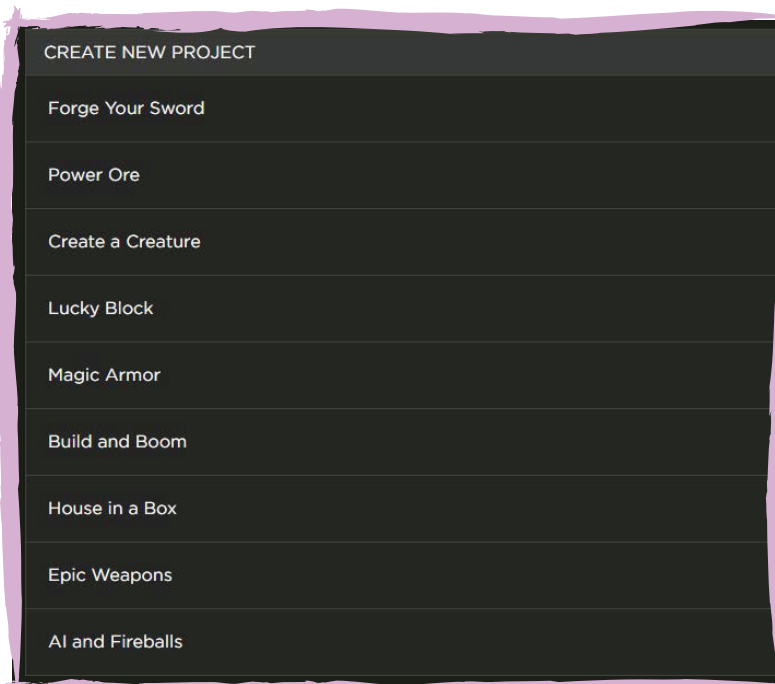 CREATE NEW PROJECT
Forge Your Sword
Power Ore
Create a Creature
Lucky Block
Magic Armor
Build and Boom
House in a Box
Epic Weapons
AI and Fireballs